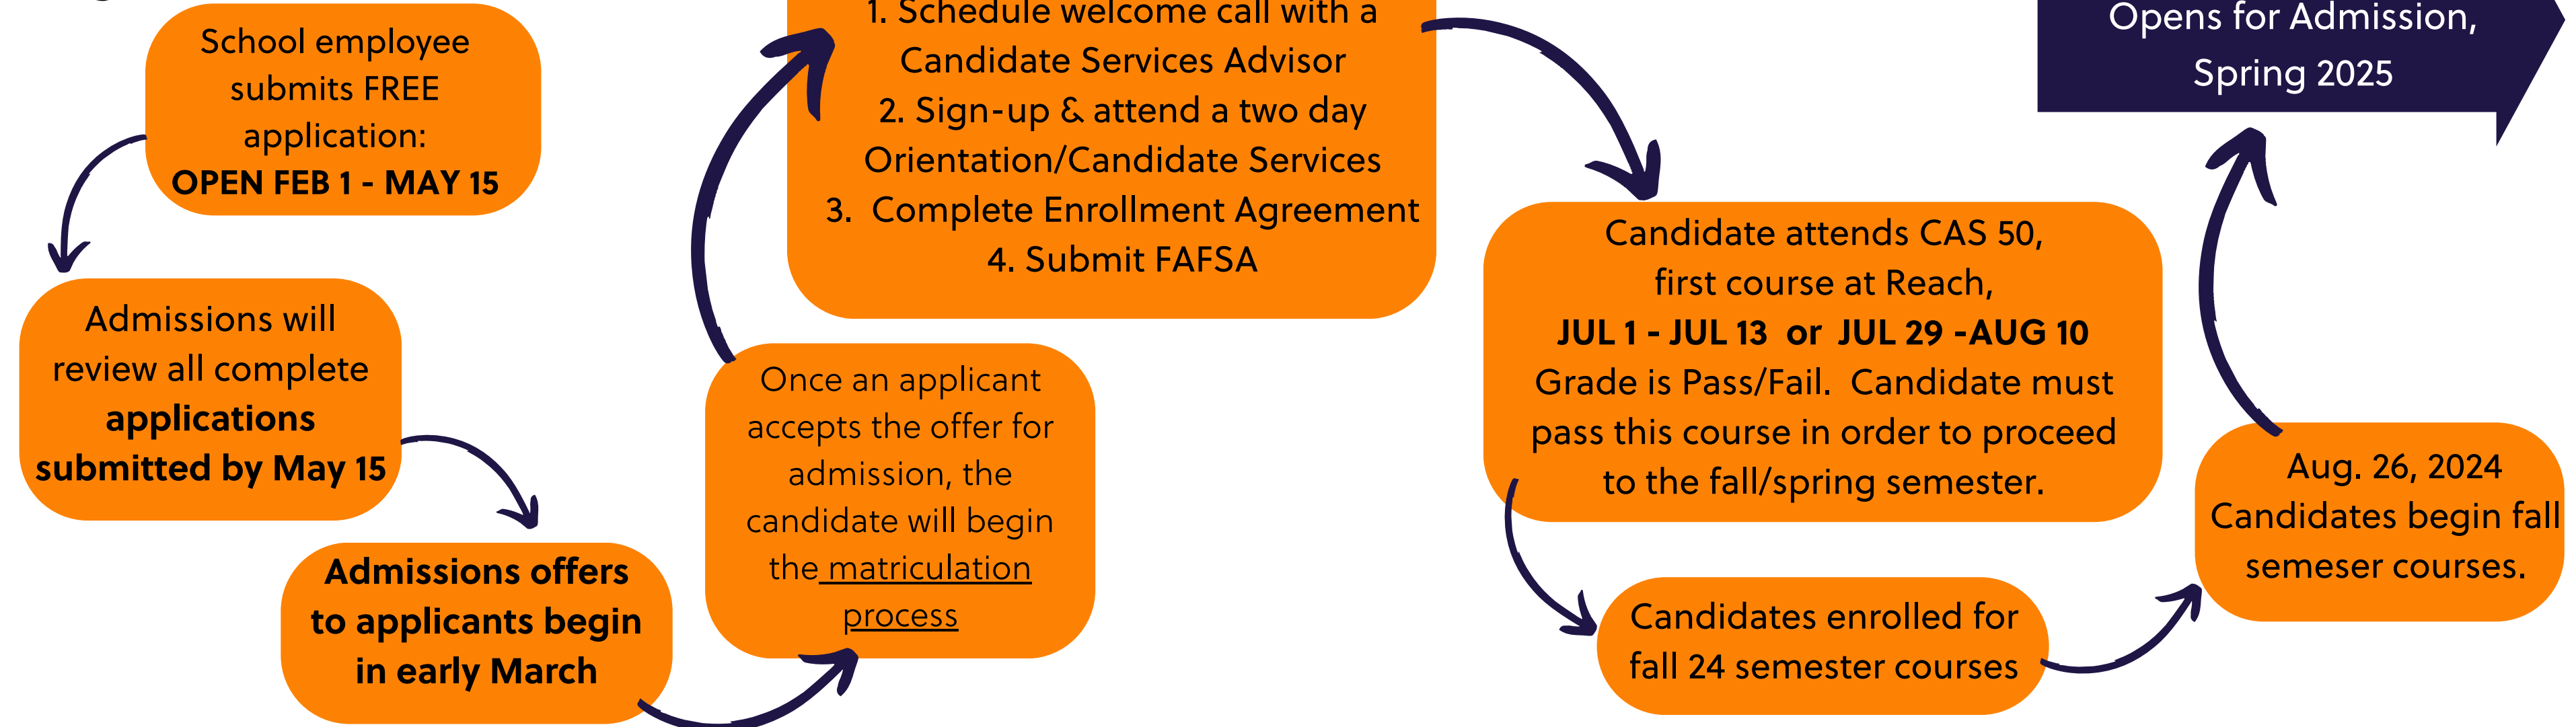 School employee
submits FREE
application:
OPEN FEB 1 - MAY 15
Admissions will
review all complete
applications
submitted by May 15
Admissions offers
to applicants begin
in early March
Once an applicant
accepts the offer for
admission, the
candidate will begin
the matriculation
process
1. Schedule welcome call with a
Candidate Services Advisor
2. Sign-up & attend a two day
Orientation/Candidate Services
3. Complete Enrollment Agreement
4. Submit FAFSA
Candidate attends CAS 50,
first course at Reach,
JUL 1 - JUL 13 or JUL 29 -AUG 10
Grade is Pass/Fail. Candidate must
pass this course in order to proceed
to the fall/spring semester.
Candidates enrolled for
fall 24 semester courses
Aug. 26, 2024
Candidates begin fall
semeser courses.
Opens for Admission,
Spring 2025